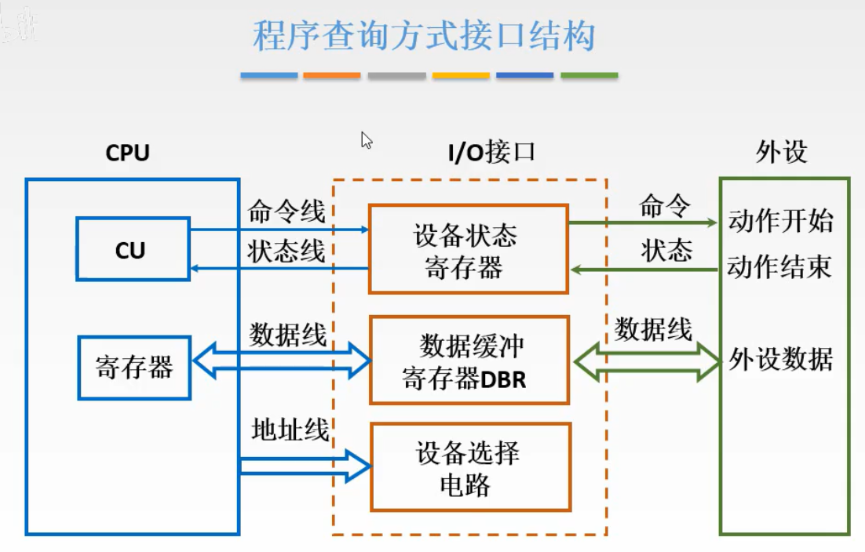 程序查询方式接口结构
CPU
I/O接口
外设
命令线
命令
动作开始
CU
设备状态
寄存器
状态线
状态
动作结束
数据线
数据线
寄存器
数据缓冲
寄存器DBR
外设数据
地址线
设备选择
电路